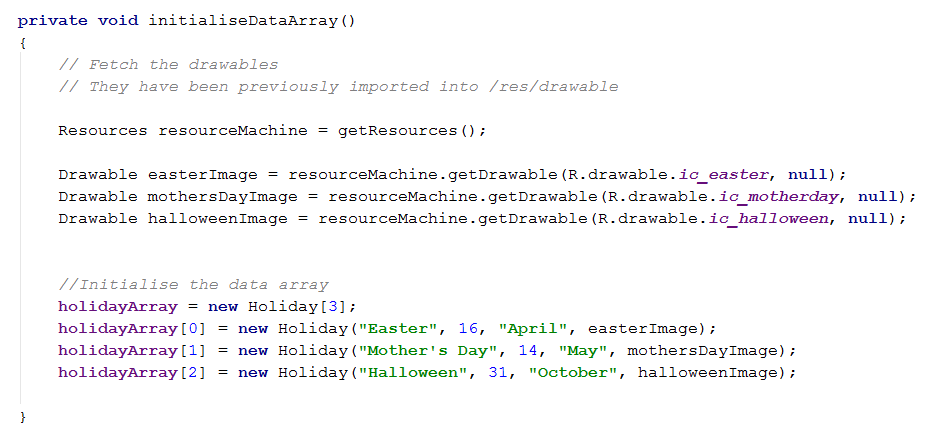 private void initialiseDataArray()
{
// Fetch the drawables
// They have been previously imported into /res/drawable
Resources resourceMachine = getResources();
Drawable easterImage = resourceMachine.getDrawable(R.drawable.ic_easter, null);
Drawable mothersDayImage = resourceMachine.getDrawable(R.drawable.ic_motherday, null);
Drawable halloweenImage = resourceMachine.getDrawable(R.drawable.ic_halloween, null);
//Initialise the data array
holidayArray = new Holiday[3];
holidayArray[0] = new Holiday("Easter", 16, "April", easterImage);
holidayArray[1] = new Holiday("Mother's Day", 14, "May", mothersDayImage);
holidayArray[2] = new Holiday("Halloween", 31, "October", halloweenImage);
}